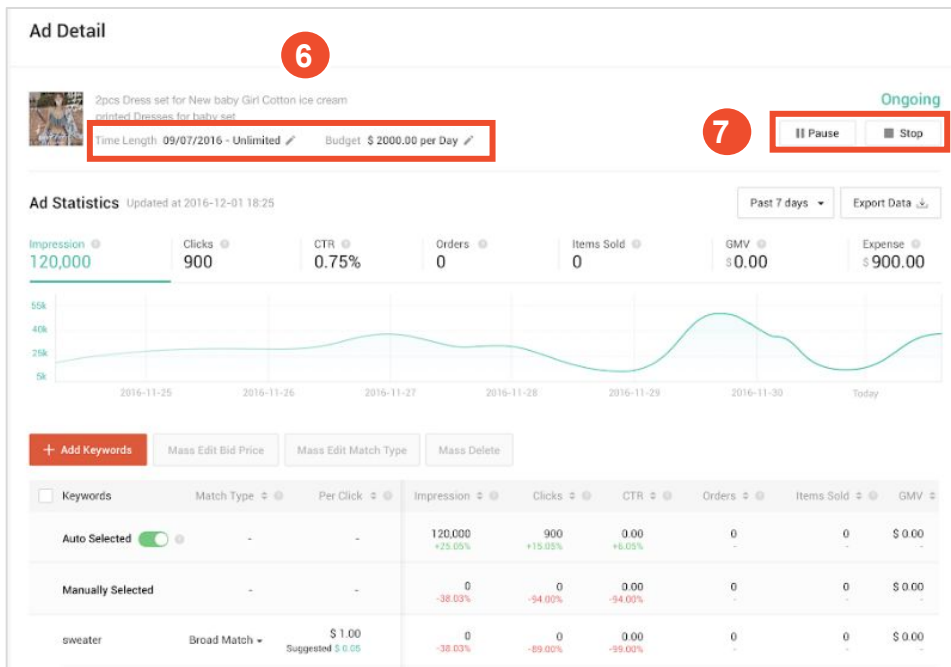 Ad Detail
6
2pcs Dress set for New baby Girl Cotton ice cream
printed Dresses for baby set
Ongoing
Time Length 09/07/2016 - Unlimited Budget $ 2000.00 per Day
7
Pause Stop
Ad Statistics Updated at 2016-12-01 18:25
Past 7 days Export Data
Impression Clicks CTR Orders Items Sold GMV Expense
120,000 900 0.75% 0 0 $0.00 $900.00
55k
40k
25k
5k
2016-11-25 2016-11-26 2016-11-27 2016-11-28 2016-11-29 2016-11-30 Today
+ Add Keywords Mass Edit Bid Price Mass Edit Match Type Mass Delete
Keywords Match Type Per Click Impression Clicks CTR Orders Items Sold GMV
Auto Selected - - 120,000 900 0.00 0 0 $ 0.00
+25.05% +15.05% +6.05% - -
Manually Selected - - 0 0 0.00 0 0 $ 0.00
-38.03% -94.00% -94.00% - -
sweater Broad Match $ 1.00 0 0 0.00 0 0 $ 0.00
Suggested $ 0.05 -38.03% -89.00% -99.00% - -